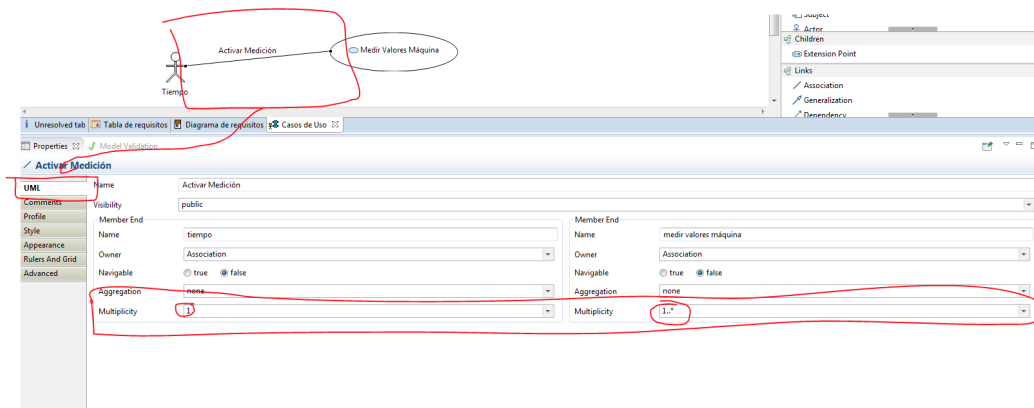 Subject
Actor
Children
Extension Point
Links
Association
Generalization
Dependency
Activar Medición
Medir Valores Máquina
Tiempo
Unresolved tab Tabla de requisitos Diagrama de requisitos Casos de Uso
Properties Model Validation
Activar Medición
UML
Comments
Profile
Style
Appearance
Rulers And Grid
Advanced
Name Activar Medición
Visibility public
Member End Member End
Name tiempo Name medir valores máquina
Owner Association Owner Association
Navigable true false Navigable true false
Aggregation none Aggregation none
Multiplicity 1 Multiplicity 1..*